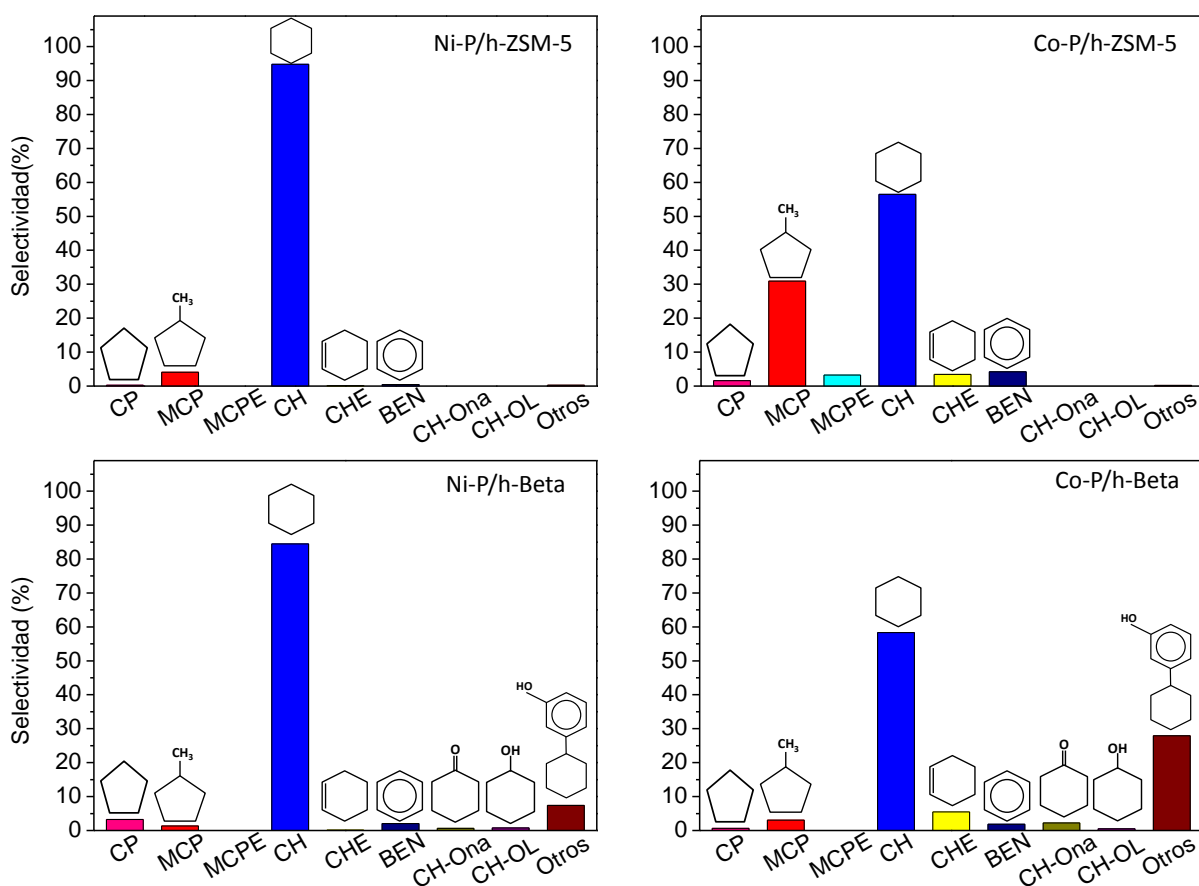 Ni-P/h-ZSM-5
Selectividad(%)
100
90
80
70
60
50
40
30
20
10
0
CH₃
CP
MCP
MCPE
CH
CHE
BEN
CH-Ona
CH-OL
Otros
Co-P/h-ZSM-5
100
90
80
70
60
50
40
30
20
10
0
CH₃
CP
MCP
MCPE
CH
CHE
BEN
CH-Ona
CH-OL
Otros
Ni-P/h-Beta
Selectividad (%)
100
90
80
70
60
50
40
30
20
10
0
CH₃
O
OH
HO
CP
MCP
MCPE
CH
CHE
BEN
CH-Ona
CH-OL
Otros
Co-P/h-Beta
100
90
80
70
60
50
40
30
20
10
0
CH₃
O
OH
HO
CP
MCP
MCPE
CH
CHE
BEN
CH-Ona
CH-OL
Otros